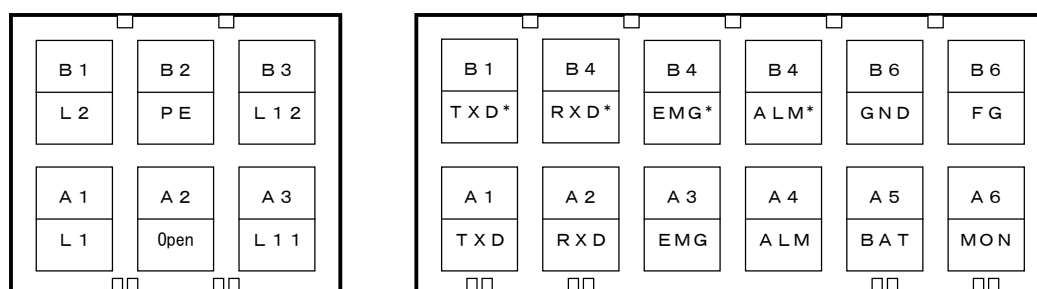 B1 B2 B3 B1 B4 B4 B4 B6 B6
L2 PE L12 TXD* RXD* EMG* ALM* GND FG
A1 A2 A3 A1 A2 A3 A4 A5 A6
L1 Open L11 TXD RXD EMG ALM BAT MON